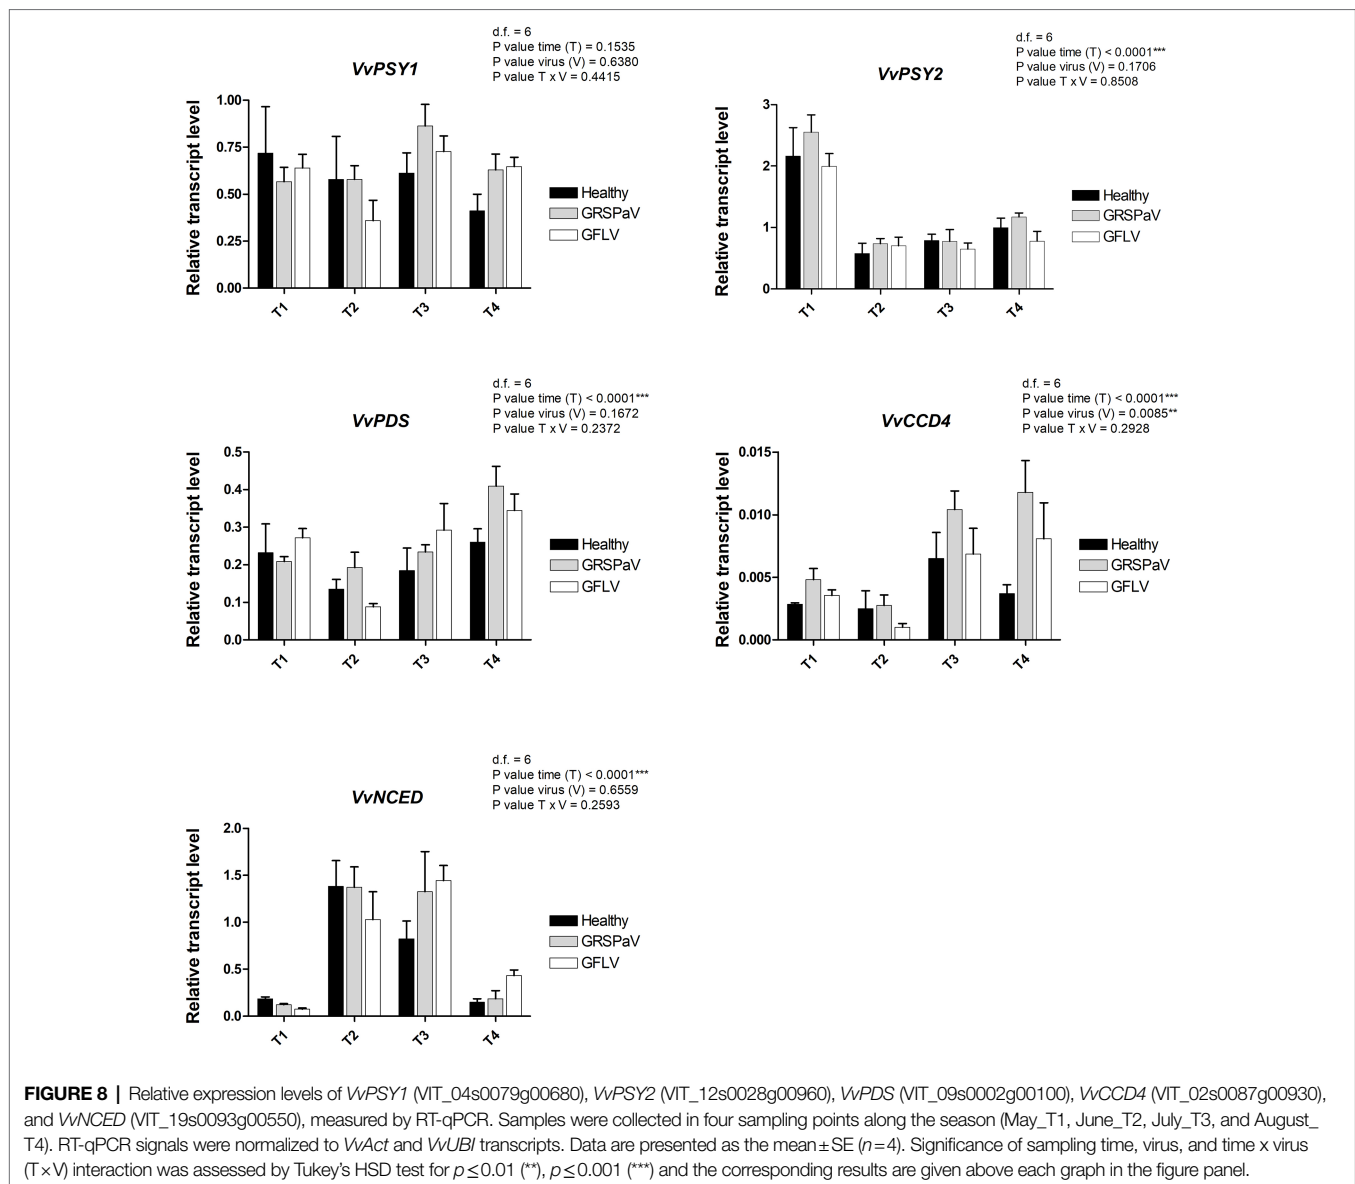 VvPSY1
d.f. = 6
P value time (T) = 0.1535
P value virus (V) = 0.6380
P value T x V = 0.4415
Relative transcript level
1.00
0.75
0.50
0.25
0.00
T1
T2
T3
T4
Healthy
GRSPaV
GFLV
VvPSY2
d.f. = 6
P value time (T) < 0.0001***
P value virus (V) = 0.1706
P value T x V = 0.8508
Relative transcript level
3
2
1
0
T1
T2
T3
T4
Healthy
GRSPaV
GFLV
VvPDS
d.f. = 6
P value time (T) < 0.0001***
P value virus (V) = 0.1672
P value T x V = 0.2372
Relative transcript level
0.5
0.4
0.3
0.2
0.1
0.0
T1
T2
T3
T4
Healthy
GRSPaV
GFLV
VvCCD4
d.f. = 6
P value time (T) < 0.0001***
P value virus (V) = 0.0085**
P value T x V = 0.2928
Relative transcript level
0.015
0.010
0.005
0.000
T1
T2
T3
T4
Healthy
GRSPaV
GFLV
VvNCED
d.f. = 6
P value time (T) < 0.0001***
P value virus (V) = 0.6559
P value T x V = 0.2593
Relative transcript level
2.0
1.5
1.0
0.5
0.0
T1
T2
T3
T4
Healthy
GRSPaV
GFLV
FIGURE 8 | Relative expression levels of VvPSY1 (VIT_04s0079g00680), VvPSY2 (VIT_12s0028g00960), VvPDS (VIT_09s0002g00100), VvCCD4 (VIT_02s0087g00930),
and VvNCED (VIT_19s0093g00550), measured by RT-qPCR. Samples were collected in four sampling points along the season (May_T1, June_T2, July_T3, and August_
T4). RT-qPCR signals were normalized to VvAct and VvUBI transcripts. Data are presented as the mean ± SE (n = 4). Significance of sampling time, virus, and time x virus
(T × V) interaction was assessed by Tukey's HSD test for p ≤ 0.01 (**), p ≤ 0.001 (***) and the corresponding results are given above each graph in the figure panel.